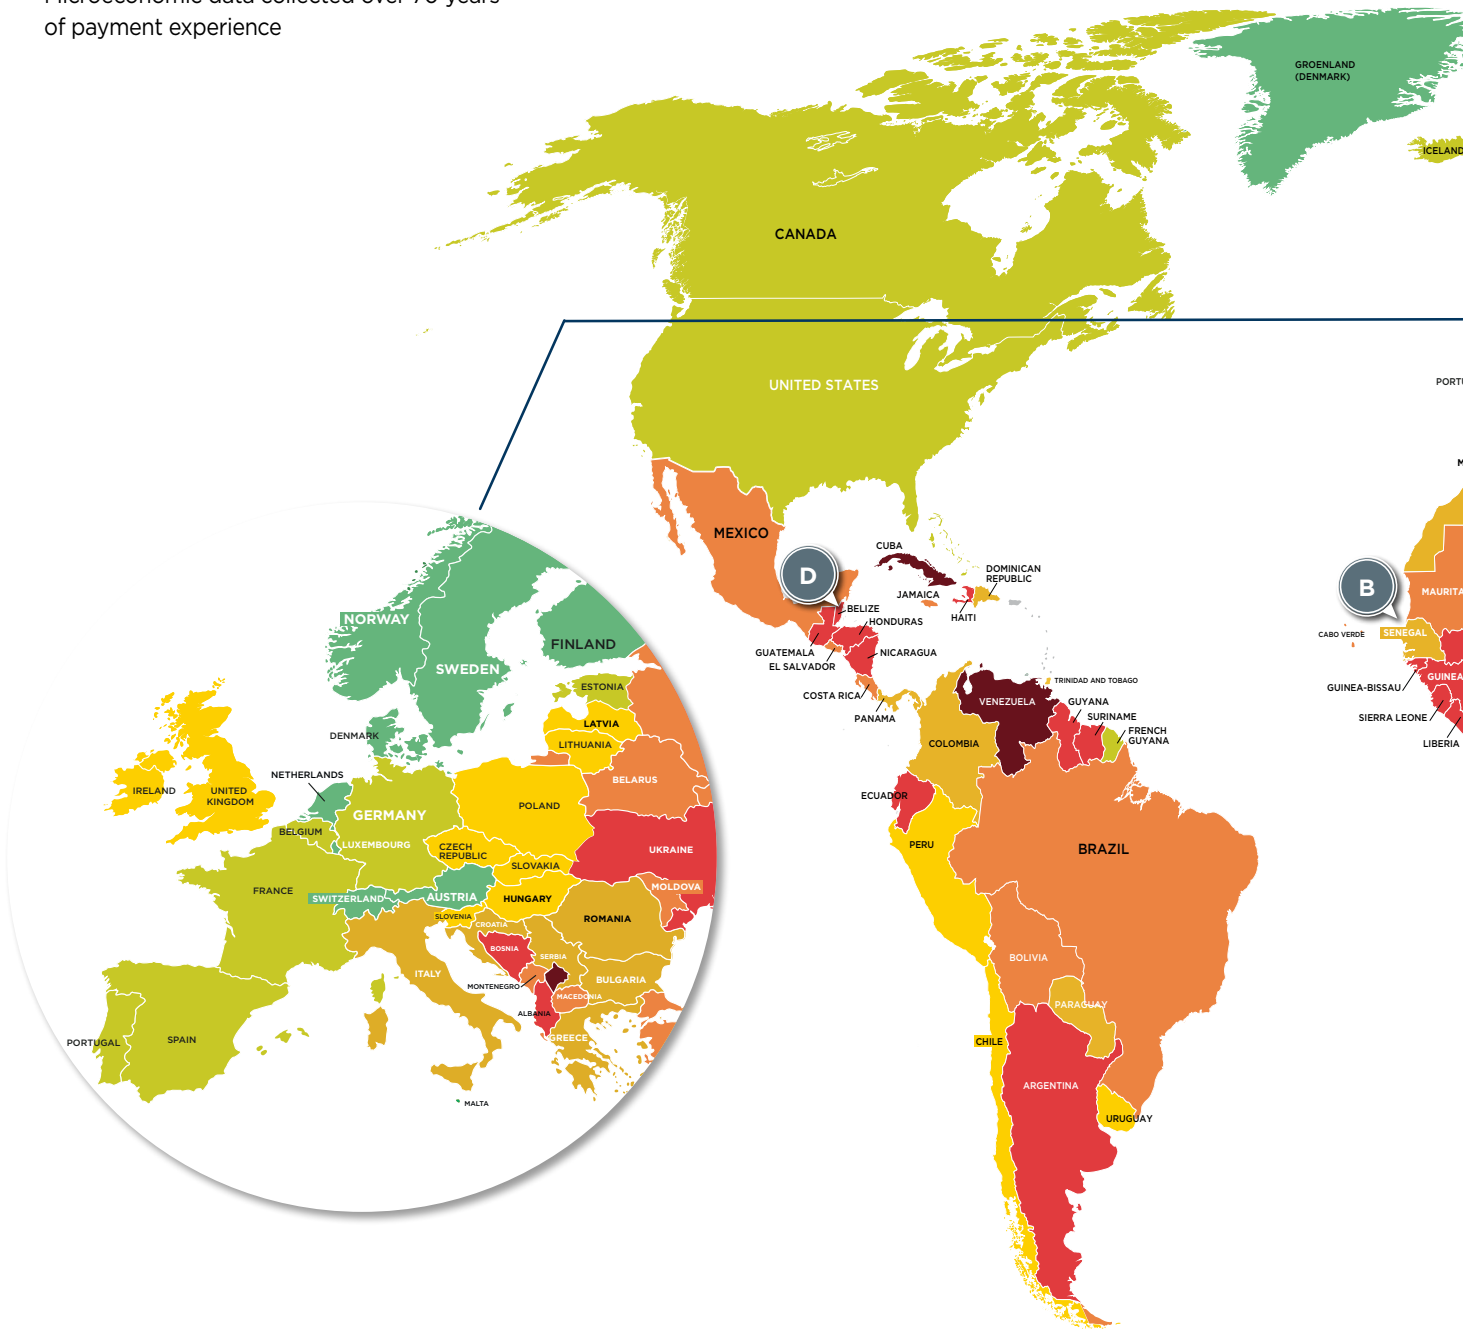 of payment experience
GROENLAND
(DENMARK)
ICELAND
CANADA
UNITED STATES
MEXICO
D
CUBA
DOMINICAN
REPUBLIC
JAMAICA
HAITI
BELIZE
HONDURAS
GUATEMALA
EL SALVADOR
NICARAGUA
COSTA RICA
PANAMA
TRINIDAD AND TOBAGO
VENEZUELA
GUYANA
SURINAME
FRENCH
GUYANA
COLOMBIA
ECUADOR
PERU
BRAZIL
BOLIVIA
PARAGUAY
CHILE
ARGENTINA
URUGUAY
PORTU
M
B
MAURITA
CABO VERDE
SENEGAL
GUINEA
GUINEA-BISSAU
SIERRA LEONE
LIBERIA
NORWAY
SWEDEN
FINLAND
ESTONIA
LATVIA
LITHUANIA
DENMARK
NETHERLANDS
IRELAND
UNITED
KINGDOM
BELARUS
POLAND
GERMANY
BELGIUM
LUXEMBOURG
CZECH
REPUBLIC
UKRAINE
SLOVAKIA
FRANCE
SWITZERLAND
AUSTRIA
HUNGARY
MOLDOVA
SLOVENIA
CROATIA
ROMANIA
BOSNIA
SERBIA
ITALY
MONTENEGRO
BULGARIA
MACEDONIA
ALBANIA
GREECE
PORTUGAL
SPAIN
MALTA